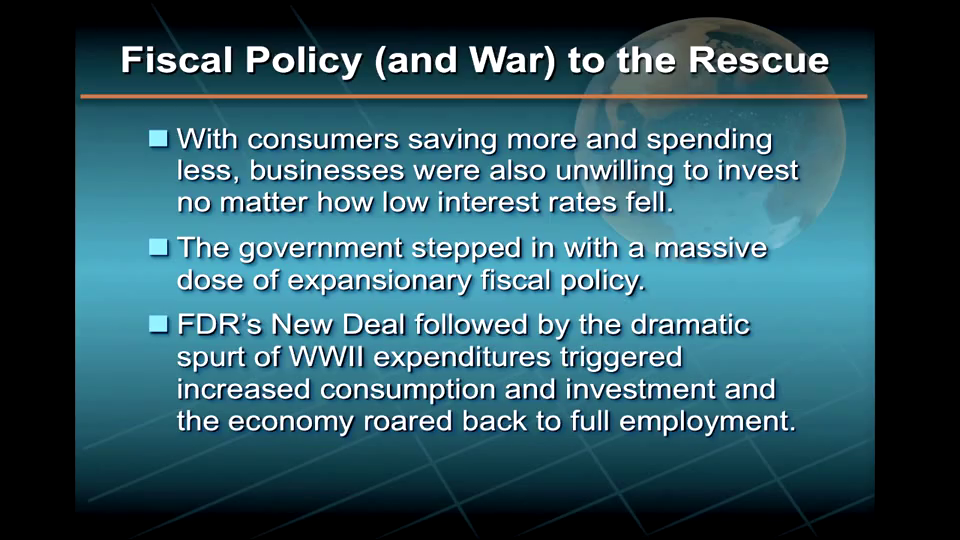 Fiscal Policy (and War) to the Rescue
■ With consumers saving more and spending
less, businesses were also unwilling to invest
no matter how low interest rates fell.
■ The government stepped in with a massive
dose of expansionary fiscal policy.
■ FDR’s New Deal followed by the dramatic
spurt of WWII expenditures triggered
increased consumption and investment and
the economy roared back to full employment.